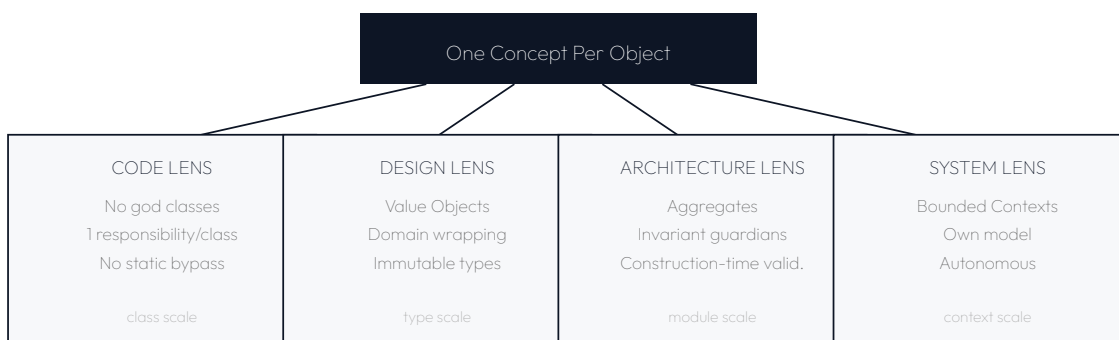 One Concept Per Object
CODE LENS
No god classes
1 responsibility/class
No static bypass
class scale
DESIGN LENS
Value Objects
Domain wrapping
Immutable types
type scale
ARCHITECTURE LENS
Aggregates
Invariant guardians
Construction-time valid.
module scale
SYSTEM LENS
Bounded Contexts
Own model
Autonomous
context scale